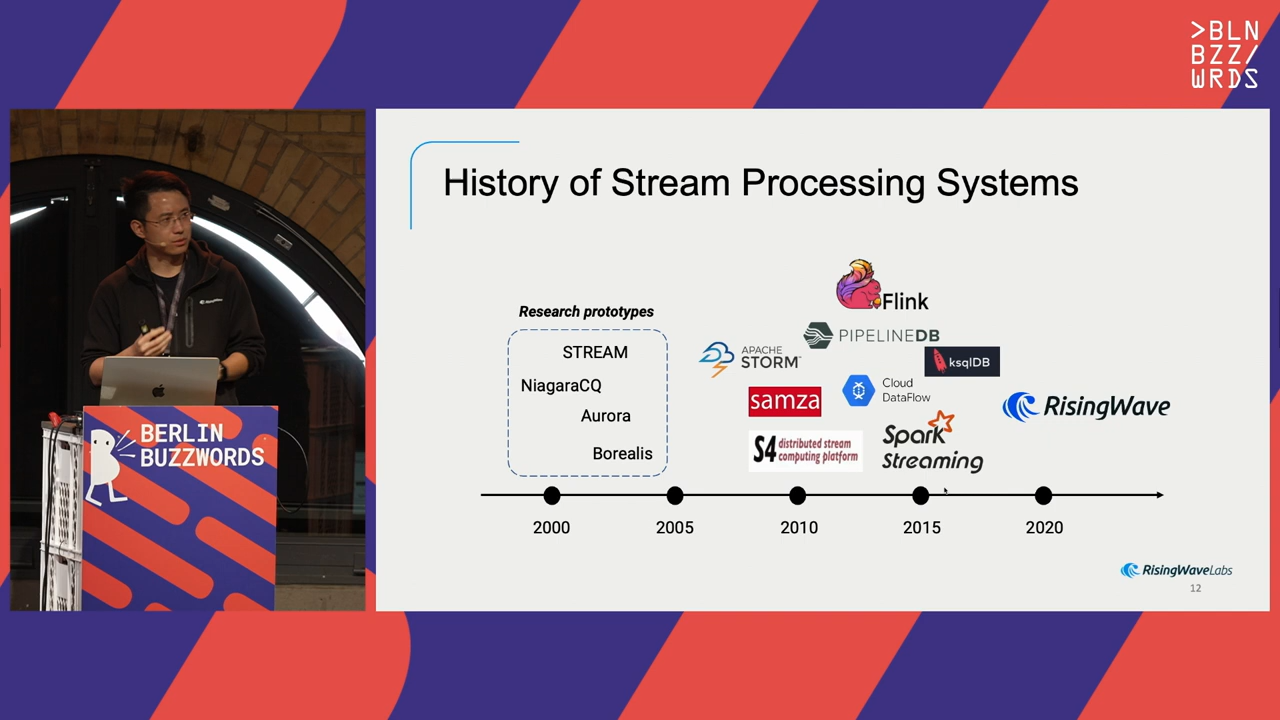 >BLN
BZZ/
WRDS
History of Stream Processing Systems
Research prototypes
STREAM
NiagaraCQ
Aurora
Borealis
Flink
PIPELINEDB
APACHE
STORM™
ksqlDB
samza
Cloud
DataFlow
RisingWave
S4 distributed stream
computing platform
Spark
Streaming
2000
2005
2010
2015
2020
RisingWaveLabs
12
BERLIN
BUZZWORDS